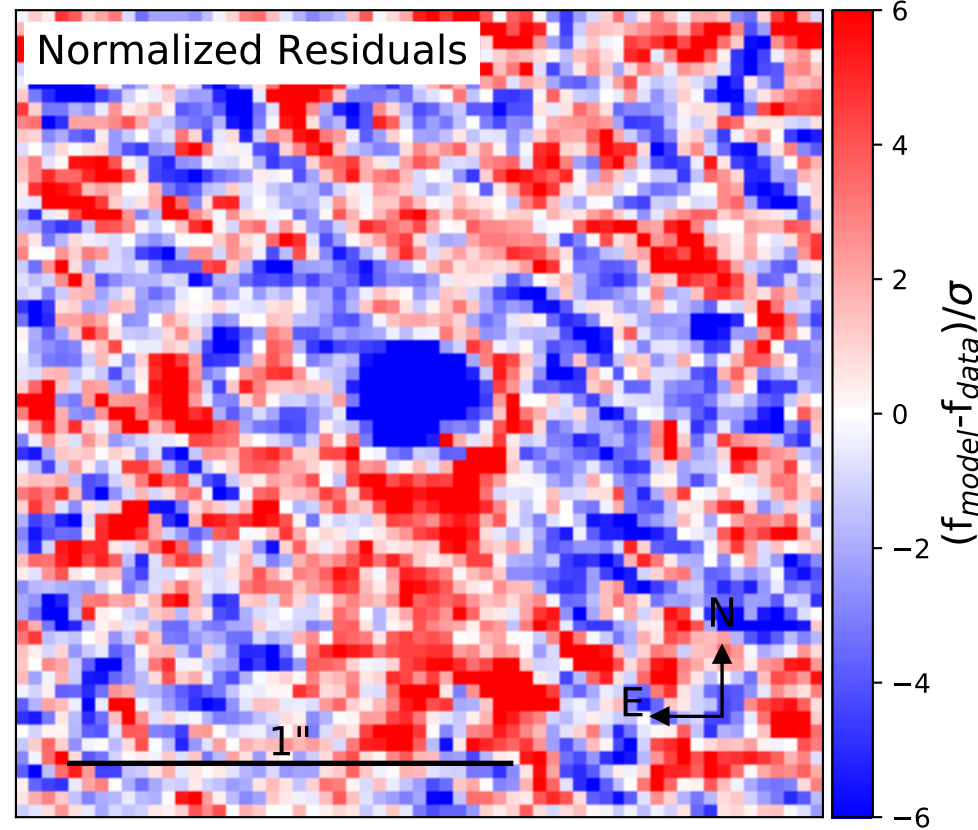 Normalized Residuals
6
4
2
0
−2
−4
−6
(f_model-f_data)/σ
N
E
1"